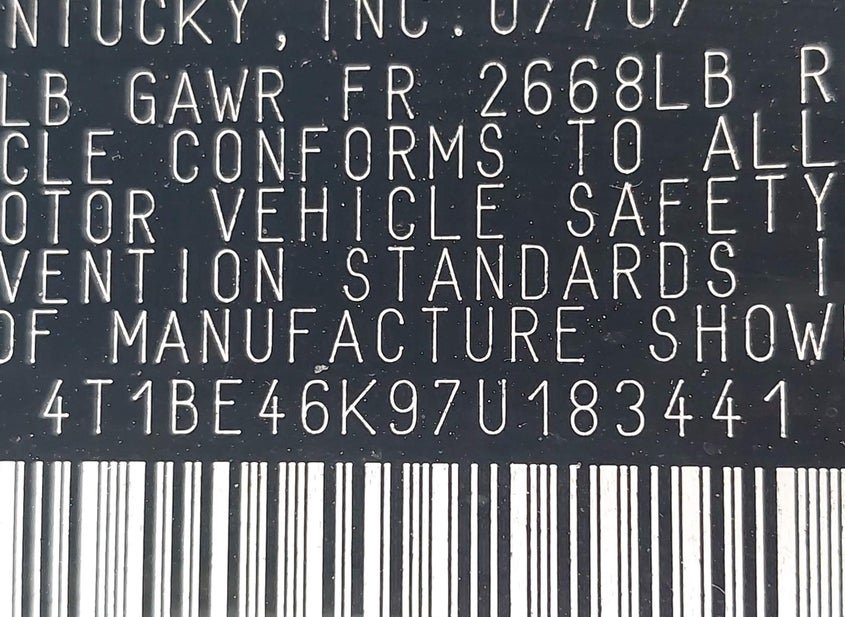 NTUCKY, INC. 07/07
LB GAWR FR 2668LB R
CLE CONFORMS TO ALL
OTOR VEHICLE SAFETY
VENTION STANDARDS I
OF MANUFACTURE SHOW
4T1BE46K97U183441